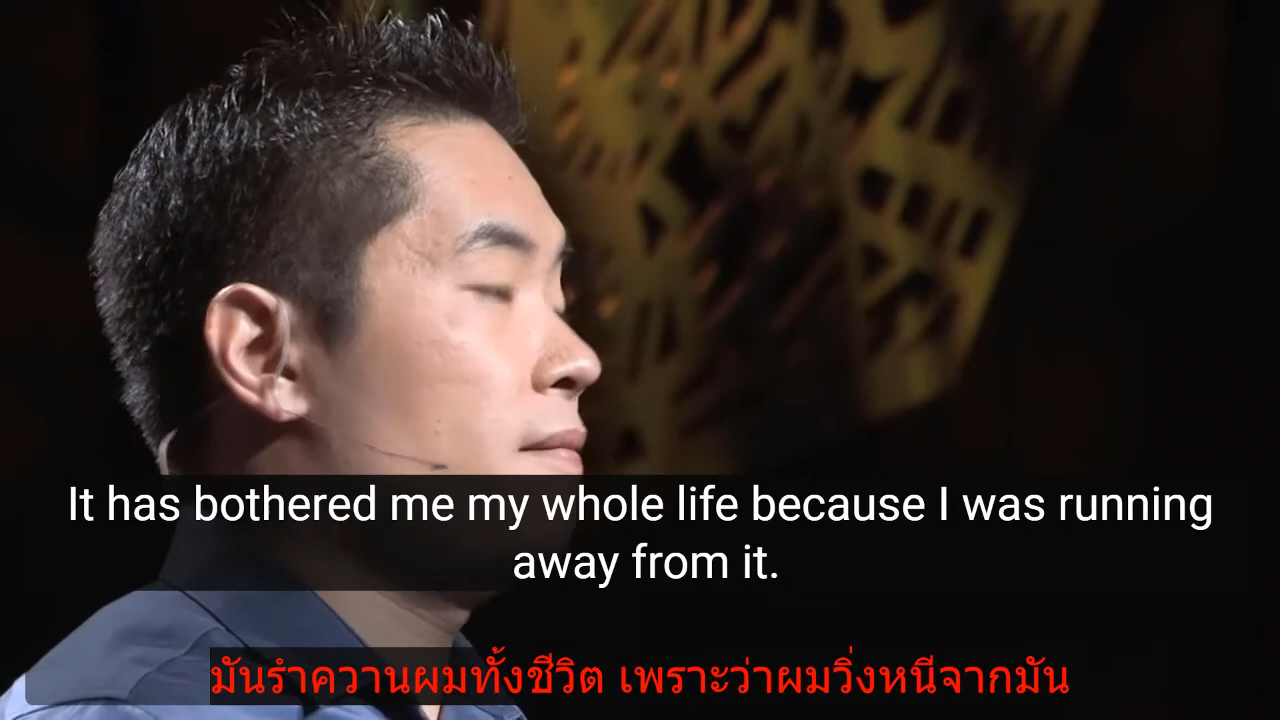 It has bothered me my whole life because I was running
away from it.
มันรำควานผมทั้งชีวิต เพราะว่าผมวิ่งหนีจากมัน